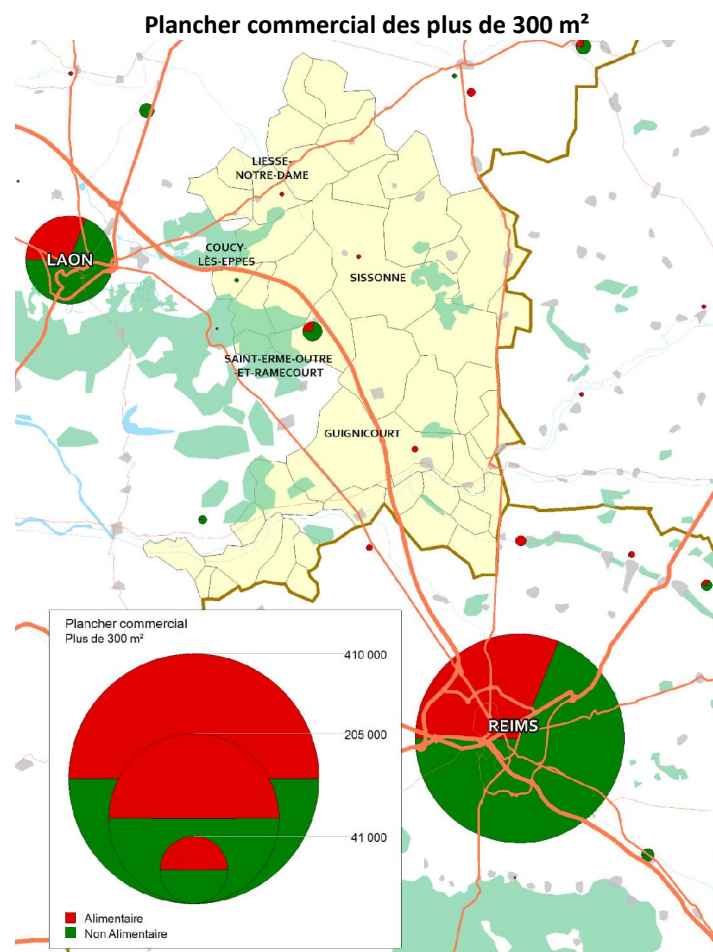 Plancher commercial des plus de 300 m²
LIESSE-
NOTRE-DAME
LAON
COUCY
LÈS-EPPES
SISSONNE
SAINT-ERME-OUTRE
-ET-RAMECOURT
GUIGNICOURT
REIMS
Plancher commercial
Plus de 300 m²
410 000
205 000
41 000
Alimentaire
Non Alimentaire